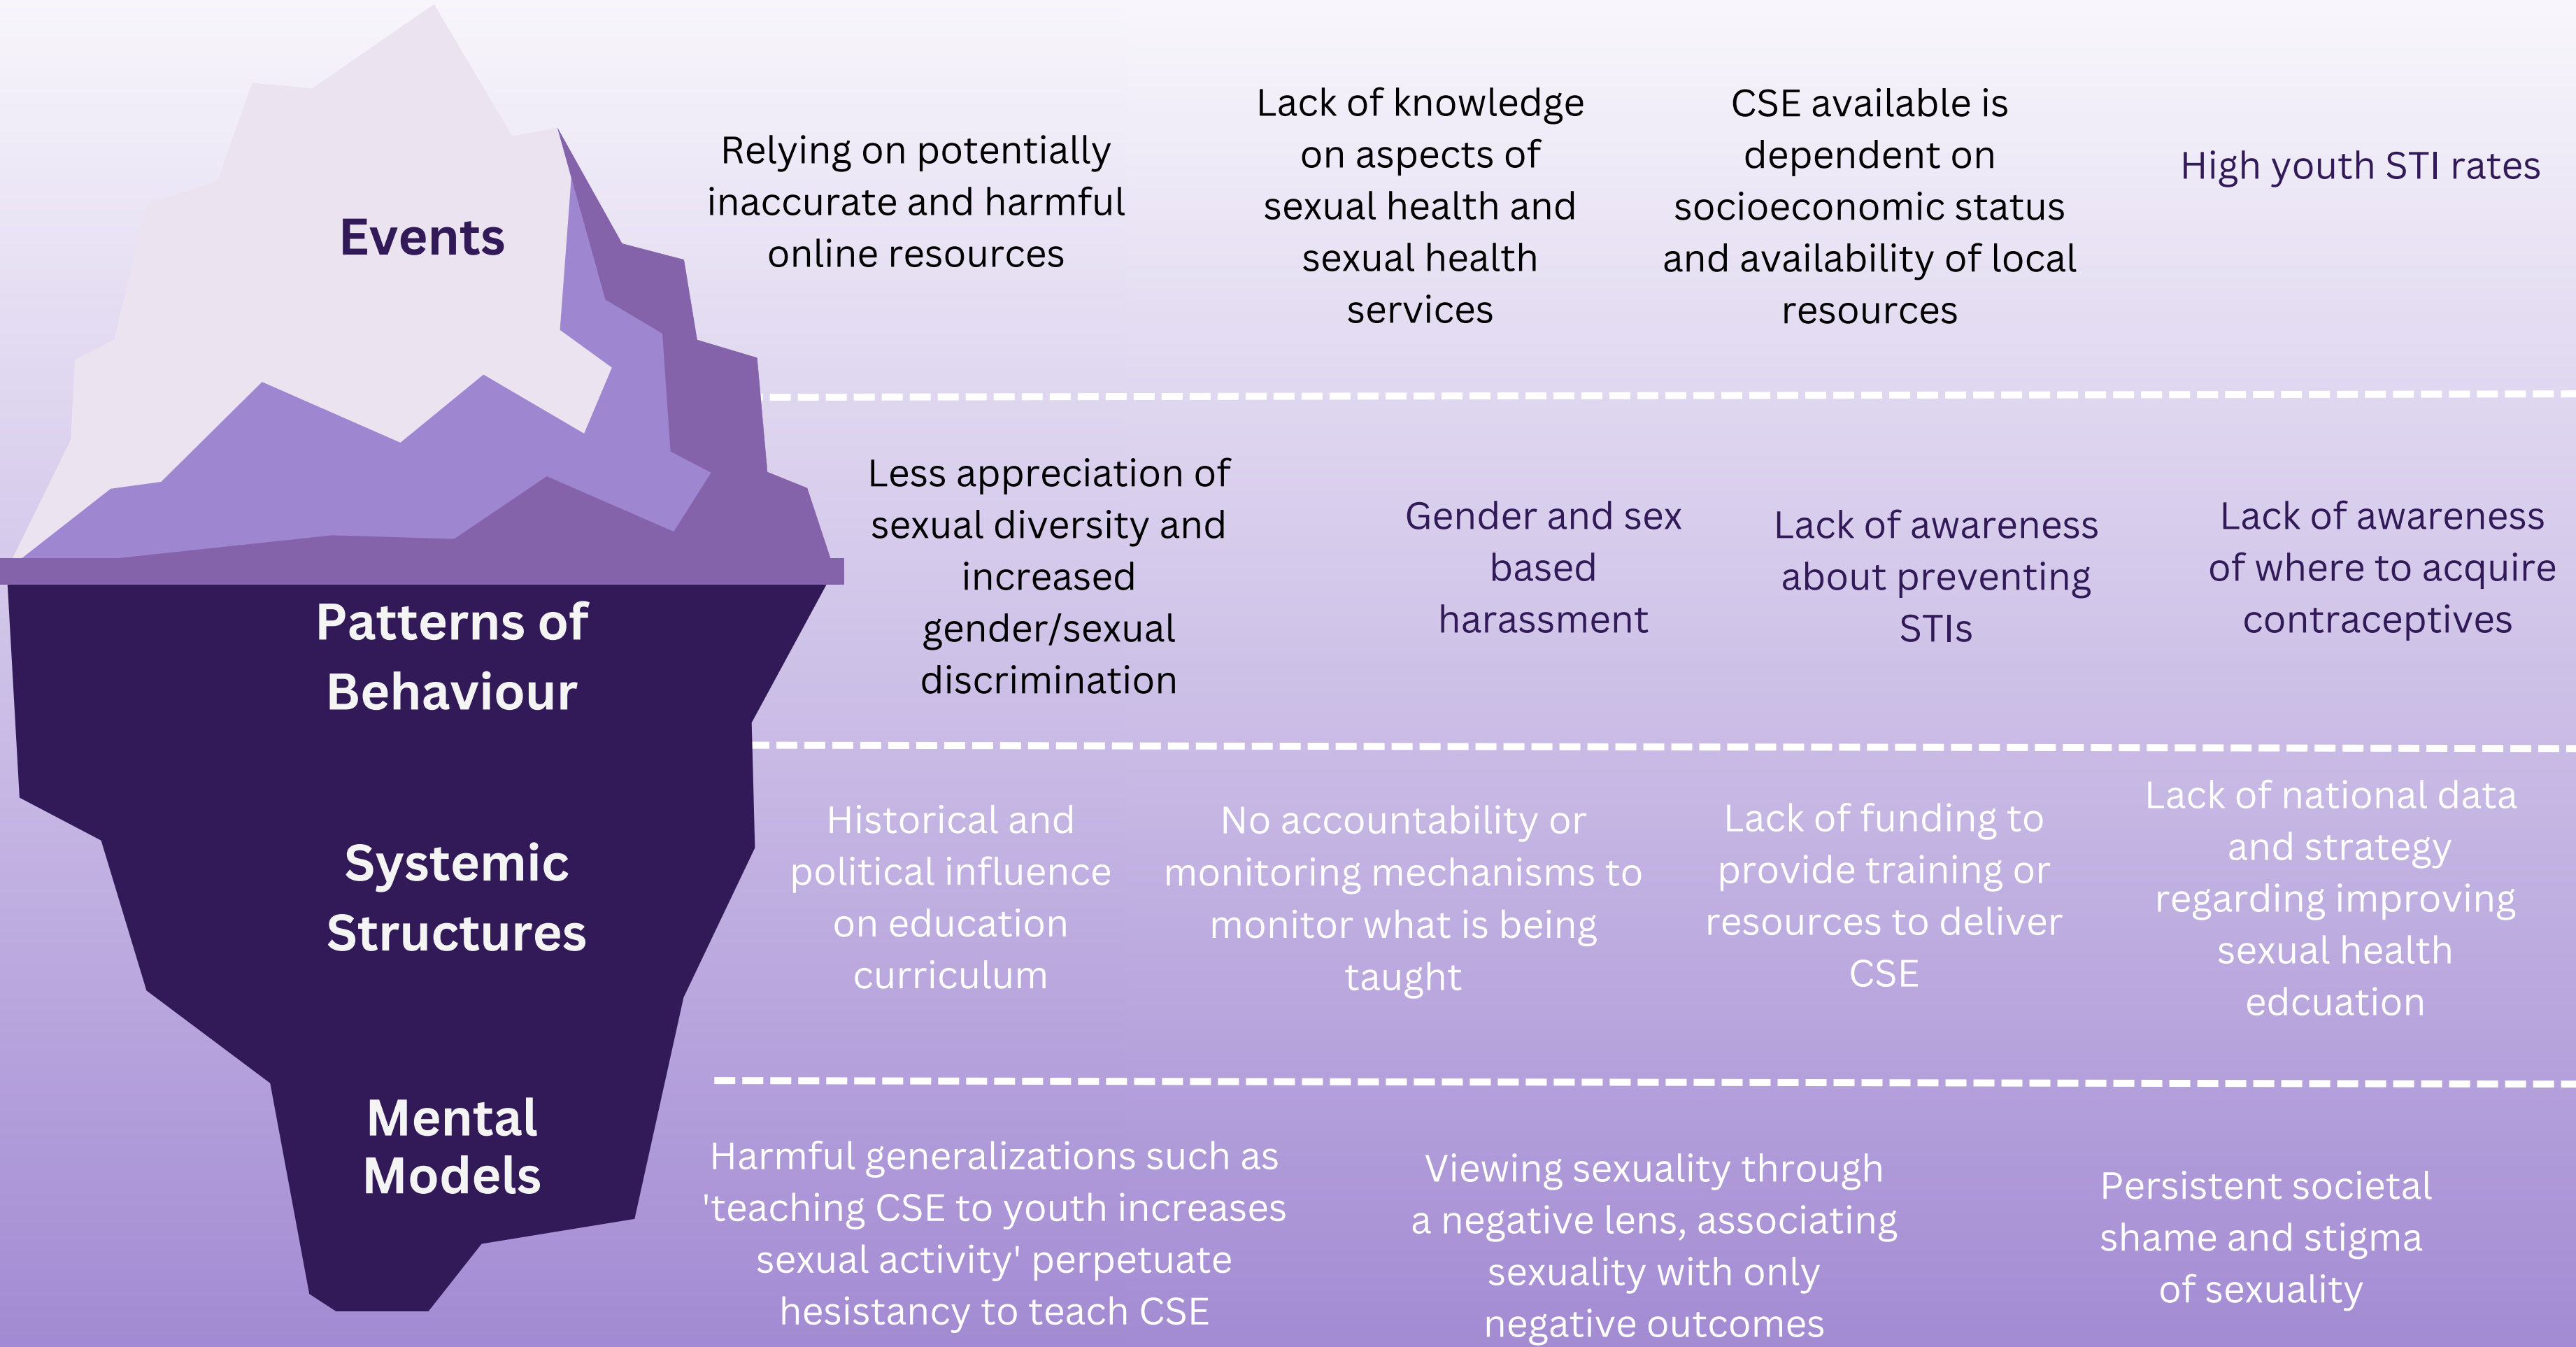 Events
Relying on potentially
inaccurate and harmful
online resources
Lack of knowledge
on aspects of
sexual health and
sexual health
services
CSE available is
dependent on
socioeconomic status
and availability of local
resources
High youth STI rates
Patterns of
Behaviour
Less appreciation of
sexual diversity and
increased
gender/sexual
discrimination
Gender and sex
based
harassment
Lack of awareness
about preventing
STIs
Lack of awareness
of where to acquire
contraceptives
Systemic
Structures
Historical and
political influence
on education
curriculum
No accountability or
monitoring mechanisms to
monitor what is being
taught
Lack of funding to
provide training or
resources to deliver
CSE
Lack of national data
and strategy
regarding improving
sexual health
edcuation
Mental
Models
Harmful generalizations such as
'teaching CSE to youth increases
sexual activity' perpetuate
hesistancy to teach CSE
Viewing sexuality through
a negative lens, associating
sexuality with only
negative outcomes
Persistent societal
shame and stigma
of sexuality